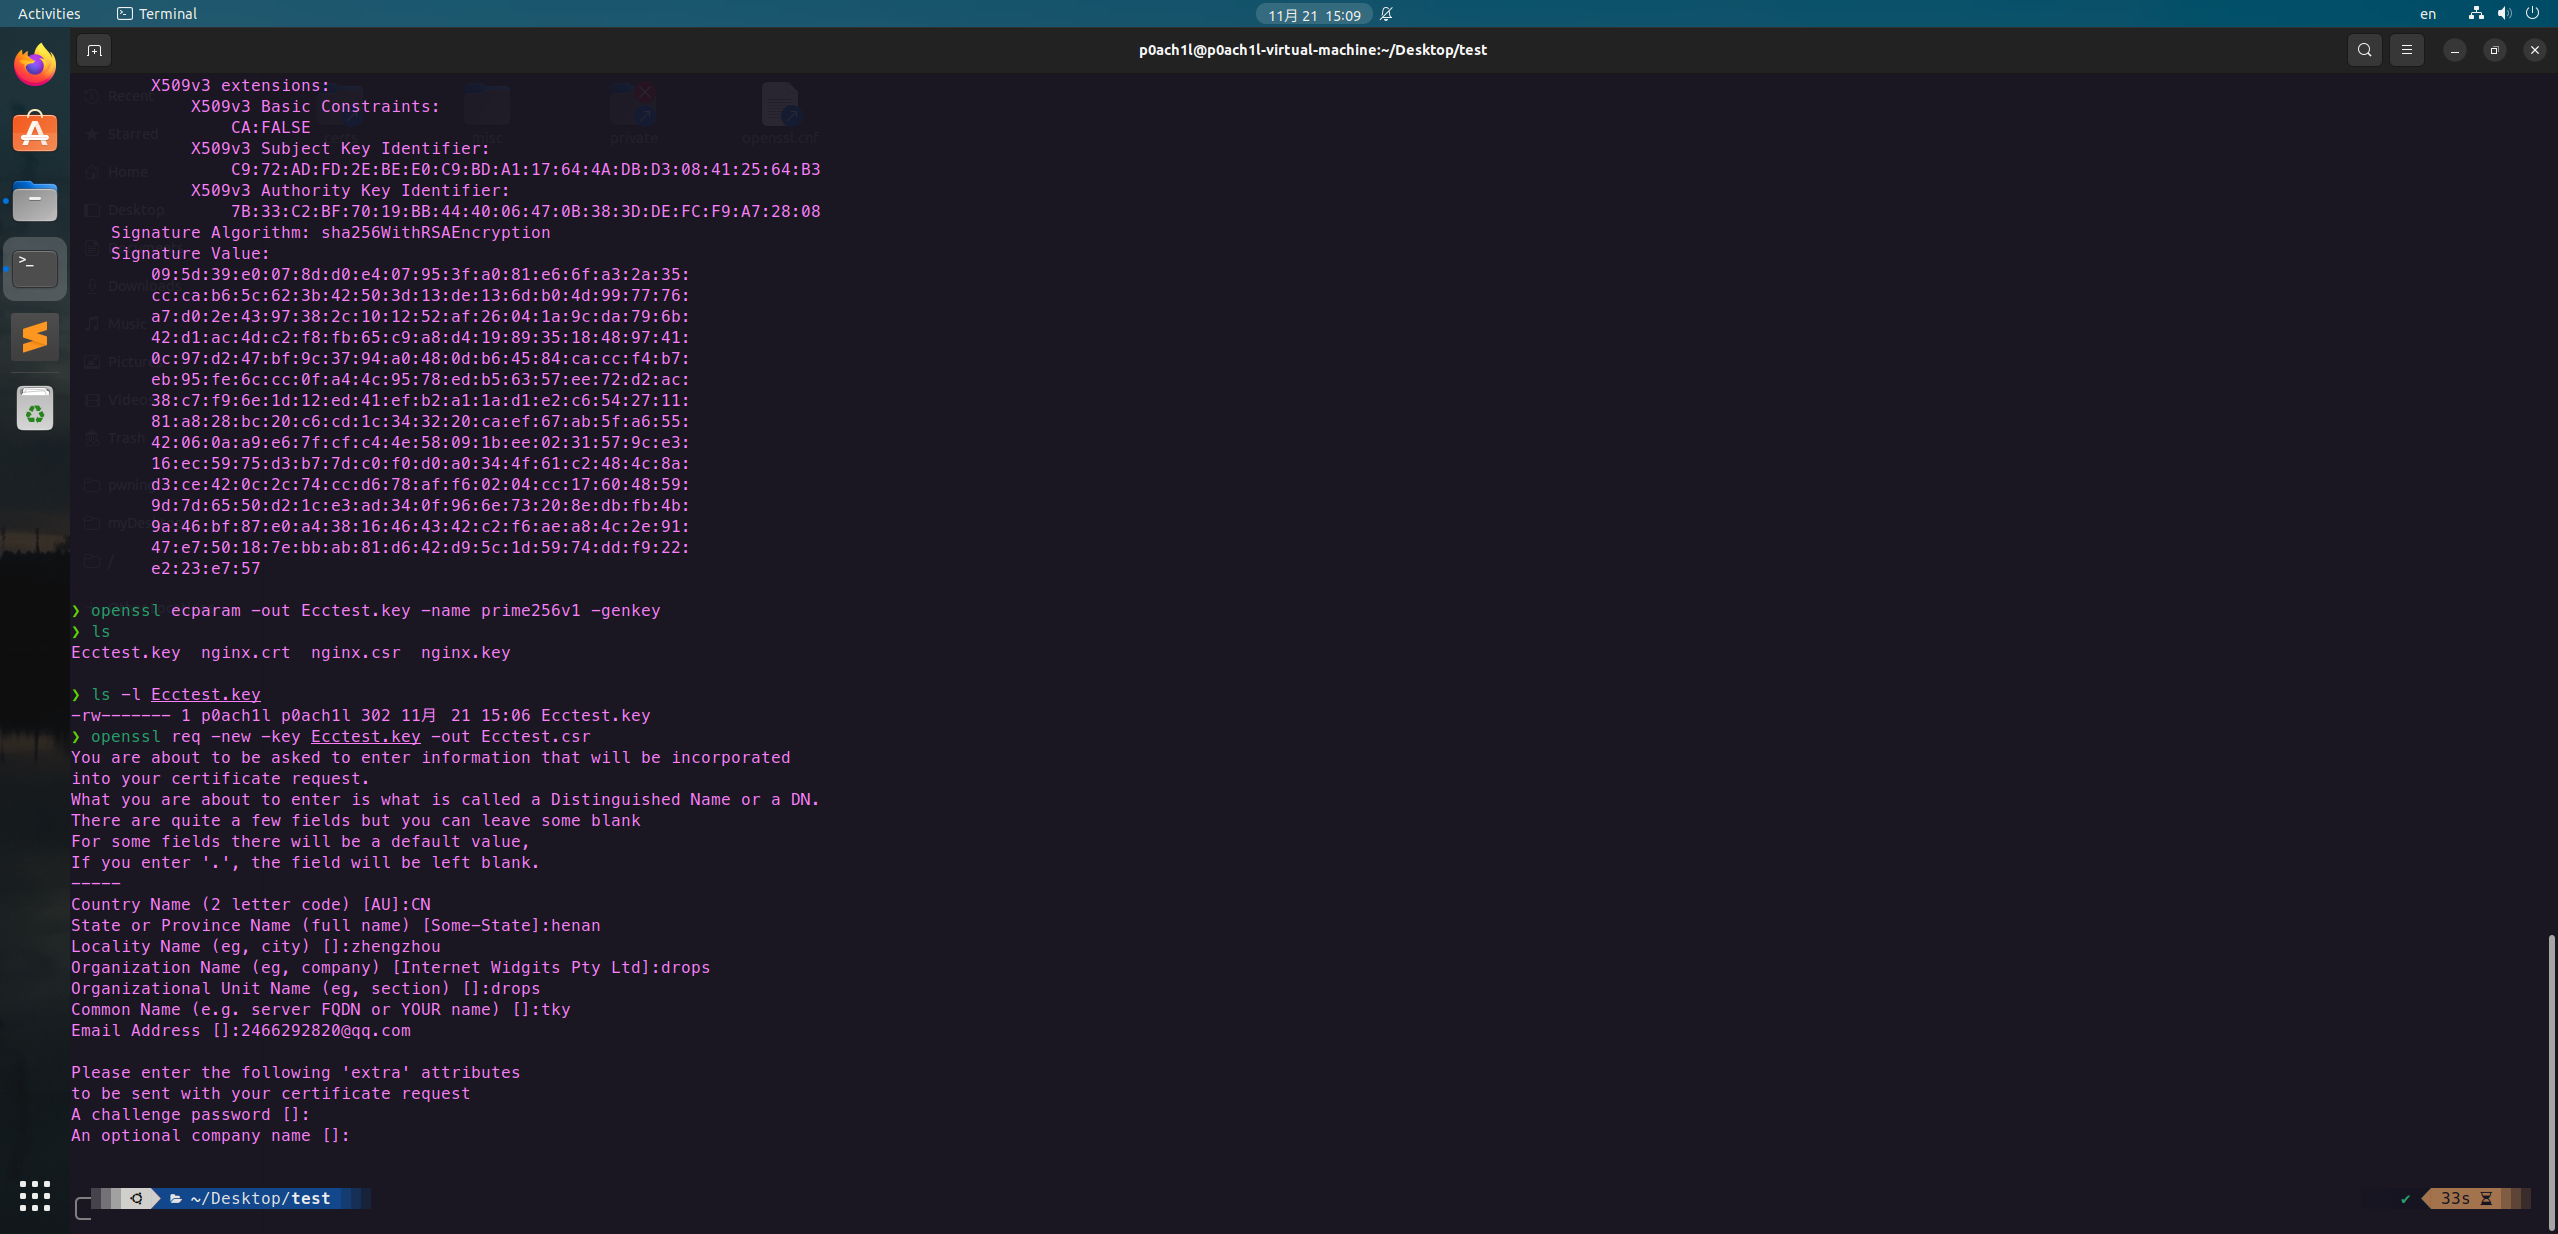 Activities
Terminal
11月 21 15:09
en
p0ach1l@p0ach1l-virtual-machine:~/Desktop/test
Recent
Starred
Home
Desktop
Downloads
Music
Pictures
Videos
Trash
/
certs
misc
private
openssl.cnf
X509v3 extensions:
X509v3 Basic Constraints:
CA:FALSE
X509v3 Subject Key Identifier:
C9:72:AD:FD:2E:BE:E0:C9:BD:A1:17:64:4A:DB:D3:08:41:25:64:B3
X509v3 Authority Key Identifier:
7B:33:C2:BF:70:19:BB:44:40:06:47:0B:38:3D:DE:FC:F9:A7:28:08
Signature Algorithm: sha256WithRSAEncryption
Signature Value:
09:5d:39:e0:07:8d:d0:e4:07:95:3f:a0:81:e6:6f:a3:2a:35:
cc:ca:b6:5c:62:3b:42:50:3d:13:de:13:6d:b0:4d:99:77:76:
a7:d0:2e:43:97:38:2c:10:12:52:af:26:04:1a:9c:da:79:6b:
42:d1:ac:4d:c2:f8:fb:65:c9:a8:d4:19:89:35:18:48:97:41:
0c:97:d2:47:bf:9c:37:94:a0:48:0d:b6:45:84:ca:cc:f4:b7:
eb:95:fe:6c:cc:0f:a4:4c:95:78:ed:b5:63:57:ee:72:d2:ac:
38:c7:f9:6e:1d:12:ed:41:ef:b2:a1:1a:d1:e2:c6:54:27:11:
81:a8:28:bc:20:c6:cd:1c:34:32:20:ca:ef:67:ab:5f:a6:55:
42:06:0a:a9:e6:7f:cf:c4:4e:58:09:1b:ee:02:31:57:9c:e3:
16:ec:59:75:d3:b7:7d:c0:f0:d0:a0:34:4f:61:c2:48:4c:8a:
d3:ce:42:0c:2c:74:cc:d6:78:af:f6:02:04:cc:17:60:48:59:
9d:7d:65:50:d2:1c:e3:ad:34:0f:96:6e:73:20:8e:db:fb:4b:
9a:46:bf:87:e0:a4:38:16:46:43:42:c2:f6:ae:a8:4c:2e:91:
47:e7:50:18:7e:bb:ab:81:d6:42:d9:5c:1d:59:74:dd:f9:22:
e2:23:e7:57
❯ openssl ecparam -out Ecctest.key -name prime256v1 -genkey
❯ ls
Ecctest.key  nginx.crt  nginx.csr  nginx.key
❯ ls -l Ecctest.key
-rw------- 1 p0ach1l p0ach1l 302 11月 21 15:06 Ecctest.key
❯ openssl req -new -key Ecctest.key -out Ecctest.csr
You are about to be asked to enter information that will be incorporated
into your certificate request.
What you are about to enter is what is called a Distinguished Name or a DN.
There are quite a few fields but you can leave some blank
For some fields there will be a default value,
If you enter '.', the field will be left blank.
-----
Country Name (2 letter code) [AU]:CN
State or Province Name (full name) [Some-State]:henan
Locality Name (eg, city) []:zhengzhou
Organization Name (eg, company) [Internet Widgits Pty Ltd]:drops
Organizational Unit Name (eg, section) []:drops
Common Name (e.g. server FQDN or YOUR name) []:tky
Email Address []:2466292820@qq.com
Please enter the following 'extra' attributes
to be sent with your certificate request
A challenge password []:
An optional company name []:
~/Desktop/test
✔ 33s